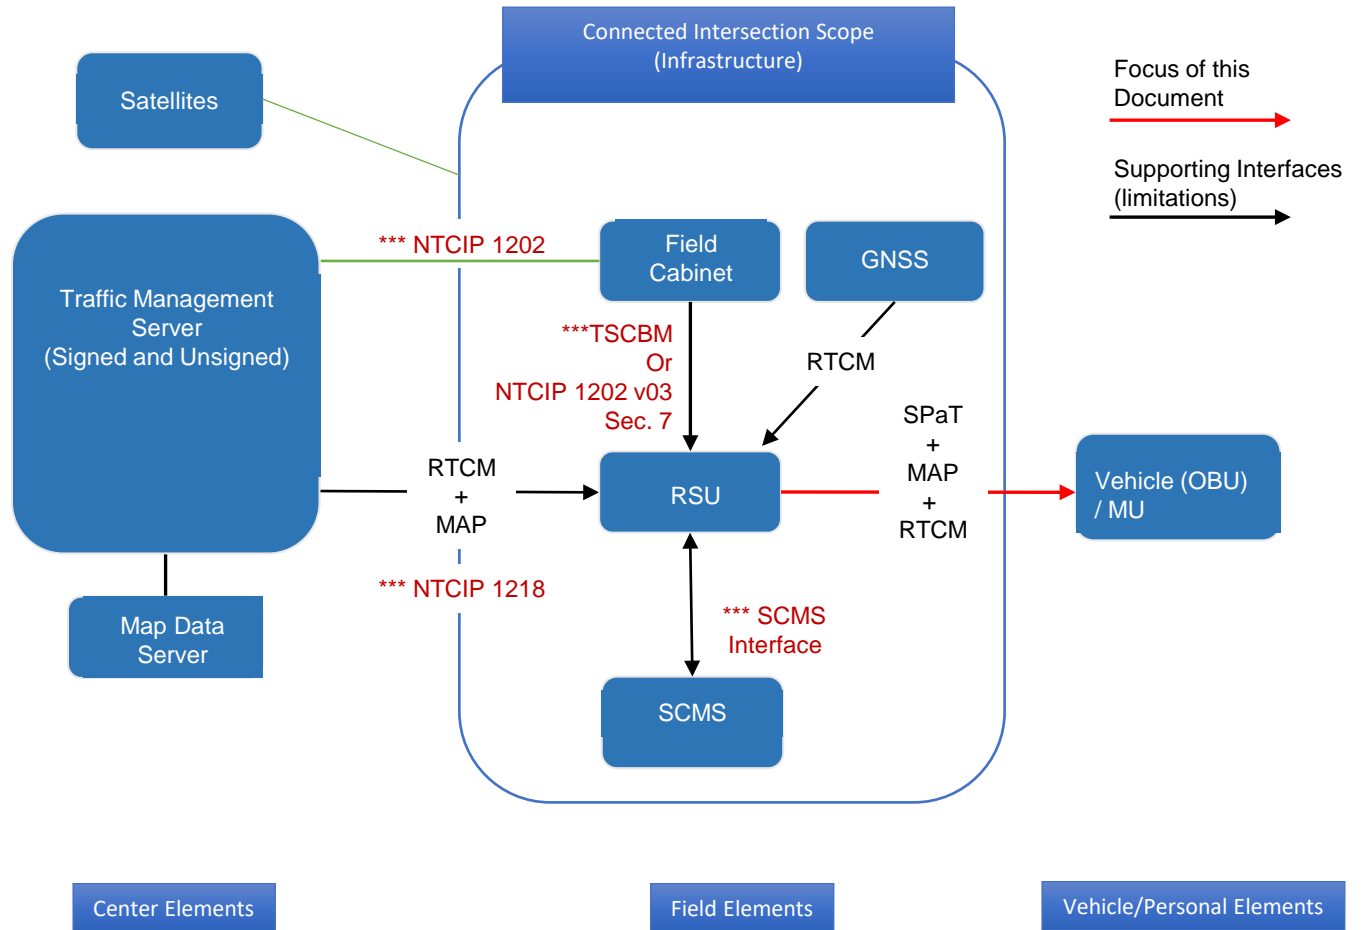 Connected Intersection Scope
(Infrastructure)
Satellites
Focus of this
Document
Supporting Interfaces
(limitations)
*** NTCIP 1202
Field
Cabinet
GNSS
Traffic Management
Server
(Signed and Unsigned)
***TSCBM
Or
NTCIP 1202 v03
Sec. 7
RTCM
SPaT
+
MAP
+
RTCM
RTCM
+
MAP
RSU
Vehicle (OBU)
/ MU
*** NTCIP 1218
*** SCMS
Interface
Map Data
Server
SCMS
Center Elements
Field Elements
Vehicle/Personal Elements